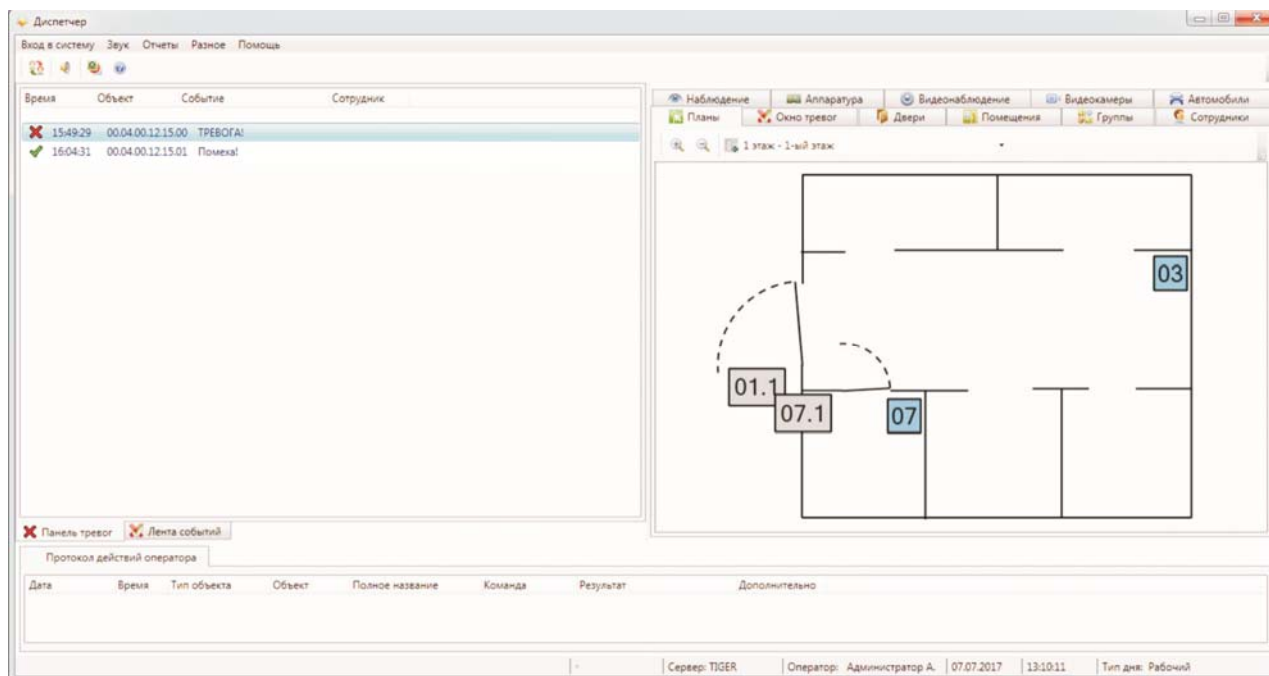 Диспетчер
Вход в систему Звук Отчеты Разное Помощь
Время Объект Событие Сотрудник
15:49:29 00.04.00.12.15.00 ТРЕВОГА!
16:04:31 00.04.00.12.15.01 Помеха!
Наблюдение Аппаратура Видеонаблюдение Видеокамеры Автомобили
Планы Окно тревог Двери Помещения Группы Сотрудники
1 этаж - 1-ый этаж
03
01.1
07.1
07
Панель тревог Лента событий
Протокол действий оператора
Дата Время Тип объекта Объект Полное название Команда Результат Дополнительно
Сервер: TIGER Оператор: Администратор А. 07.07.2017 13:10:11 Тип дня: Рабочий